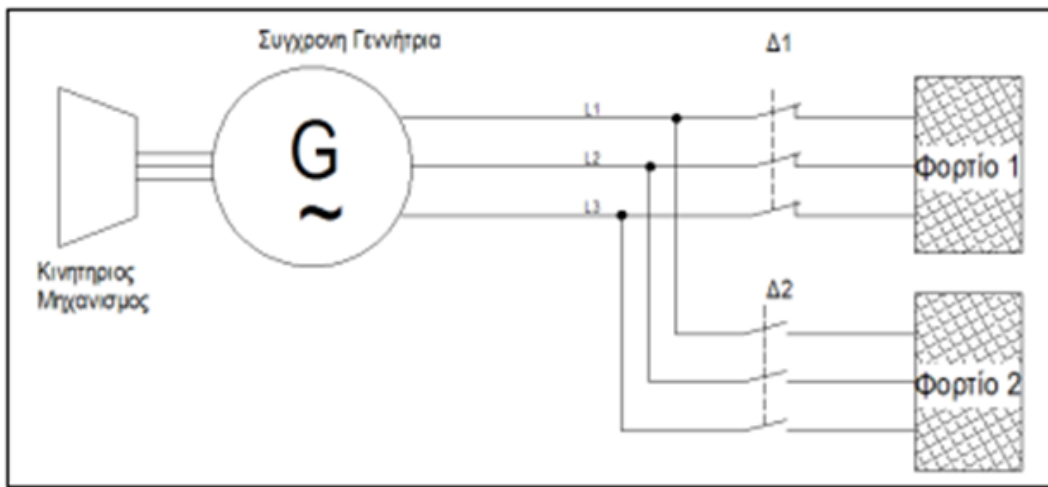 Συγχρονη Γεννήτρια
Δ1
G
~
L1
L2
L3
Φορτίο 1
Κινητηριος
Μηχανισμος
Δ2
Φορτίο 2